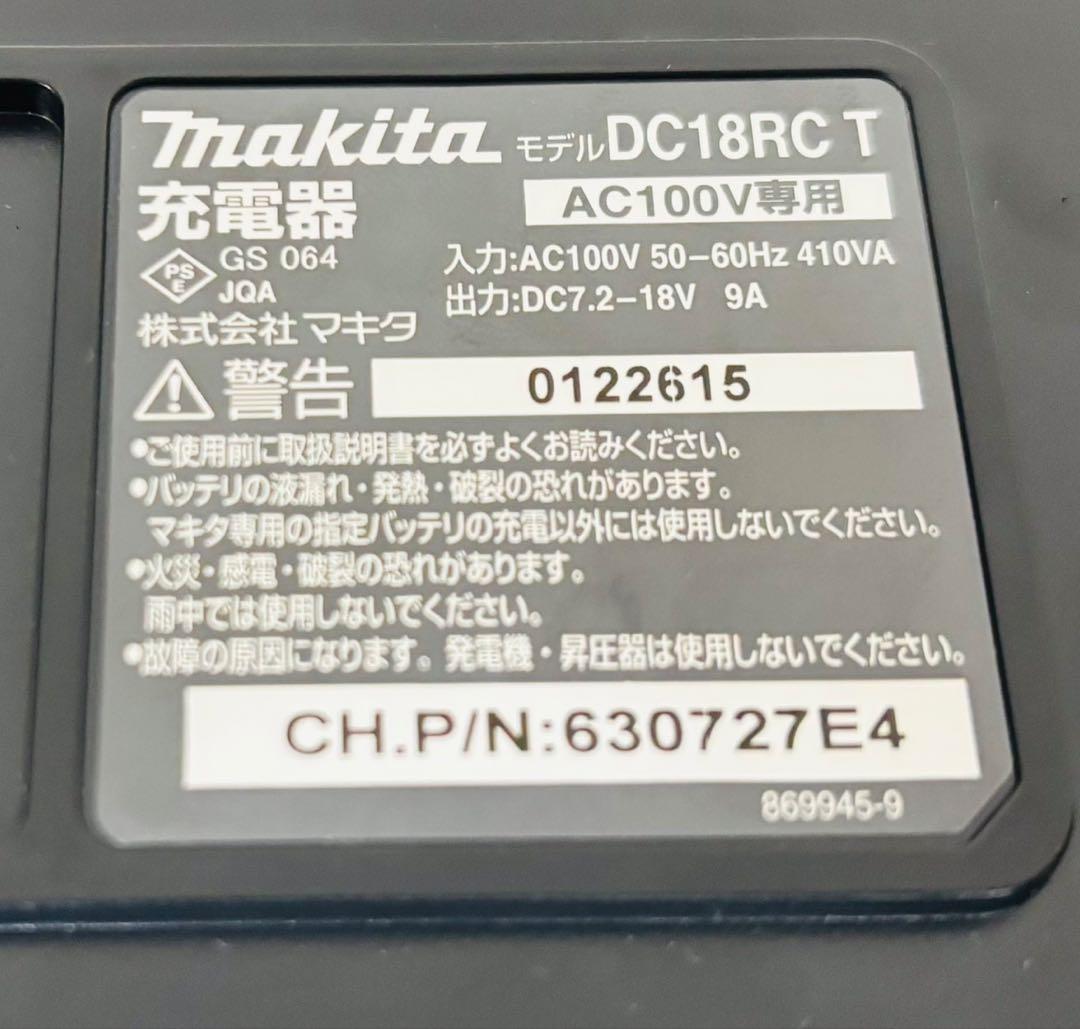 makita モデルDC18RC T
充電器 AC100V専用
PSE GS 064 入力:AC100V 50-60Hz 410VA
JQA 出力:DC7.2-18V 9A
株式会社マキタ
警告 0122615
•ご使用前に取扱説明書を必ずよくお読みください。
•バッテリの液漏れ・発熱・破裂の恐れがあります。
マキタ専用の指定バッテリの充電以外には使用しないでください。
•火災・感電・破裂の恐れがあります。
雨中では使用しないでください。
•故障の原因になります。発電機・昇圧器は使用しないでください。
CH.P/N:630727E4
869945-9